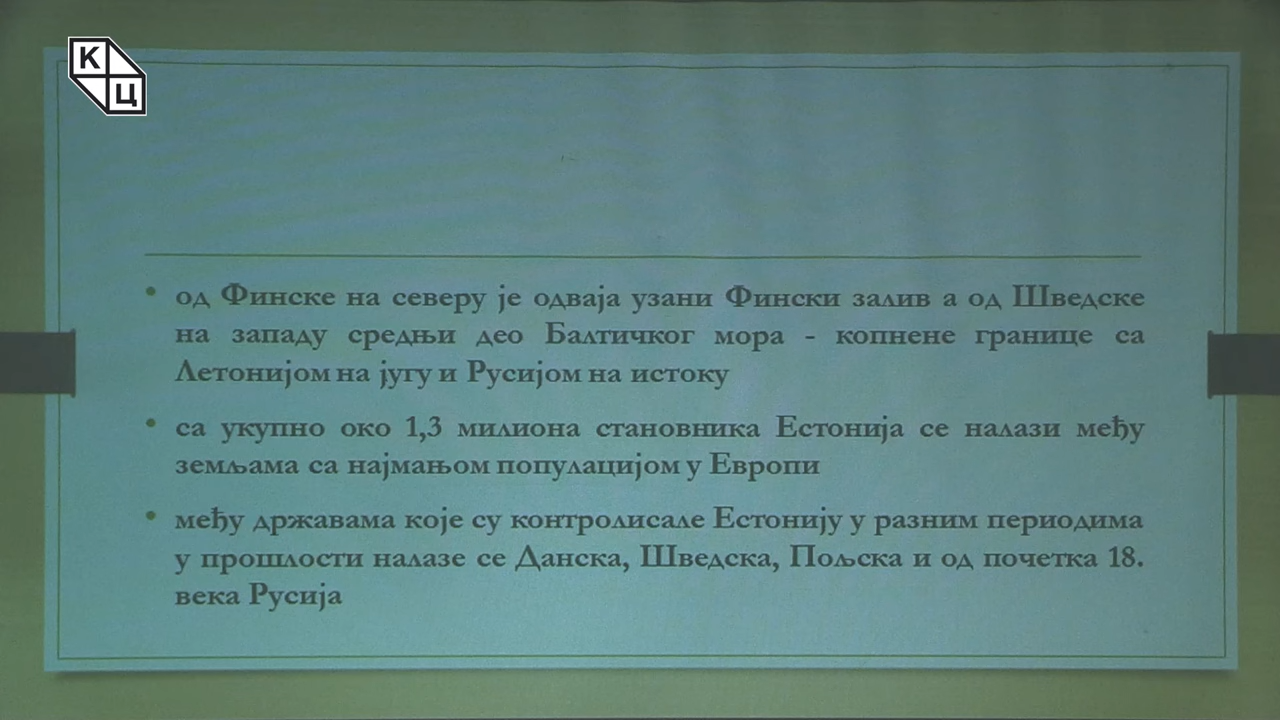 К
Ц
• од Финске на северу је одваја узани Фински залив а од Шведске
на западу средњи део Балтичког мора - копнене границе са
Летонијом на југу и Русијом на истоку
• са укупно око 1,3 милиона становника Естонија се налази међу
земљама са најмањом популацијом у Европи
• међу државама које су контролисале Естонију у разним периодима
у прошлости налазе се Данска, Шведска, Пољска и од почетка 18.
века Русија